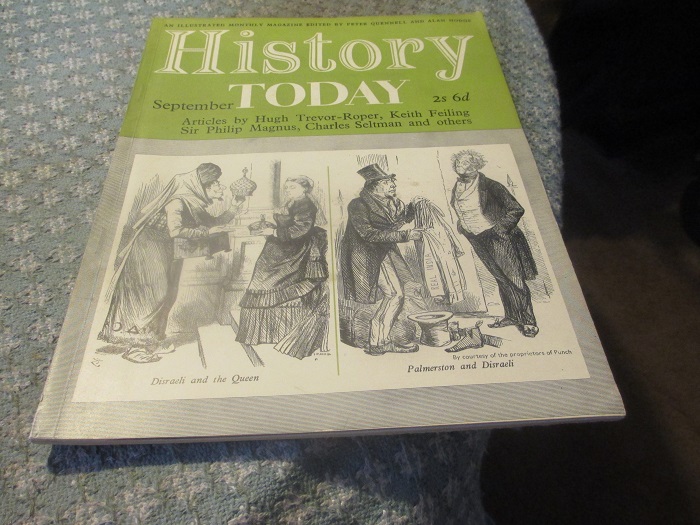 AN ILLUSTRATED MONTHLY MAGAZINE EDITED BY PETER QUENNELL AND ALAN HODGE
History
September TODAY 2s 6d
Articles by Hugh Trevor-Roper, Keith Feiling
Sir Philip Magnus, Charles Seltman and others
By courtesy of the proprietors of Punch
Disraeli and the Queen
Palmerston and Disraeli